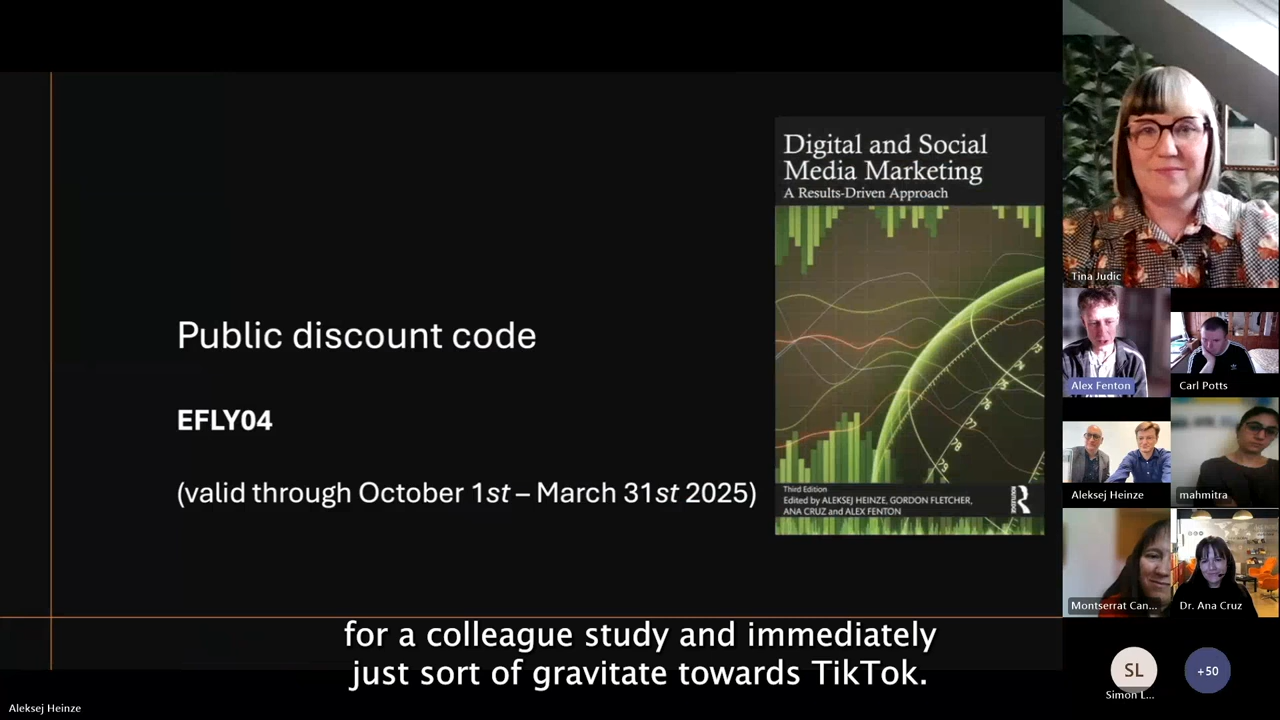 Public discount code
EFLY04
(valid through October 1st – March 31st 2025)
Digital and Social
Media Marketing
A Results-Driven Approach
Third Edition
Edited by ALEKSEJ HEINZE, GORDON FLETCHER,
ANA CRUZ and ALEX FENTON
ROUTLEDGE
for a colleague study and immediately
just sort of gravitate towards TikTok.
Aleksej Heinze
Tina Judic
Alex Fenton
Carl Potts
Aleksej Heinze
mahmitra
Montserrat Can...
Dr. Ana Cruz
SL
Simon L...
+50